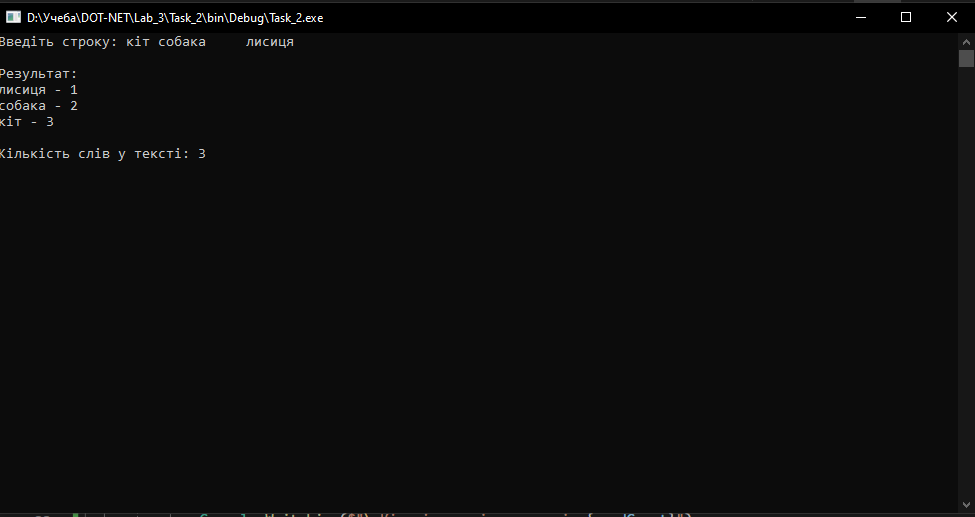 D:\Учеба\DOT-NET\Lab_3\Task_2\bin\Debug\Task_2.exe
Введіть строку: кіт собака     лисиця
Результат:
лисиця - 1
собака - 2
кіт - 3
Кількість слів у тексті: 3